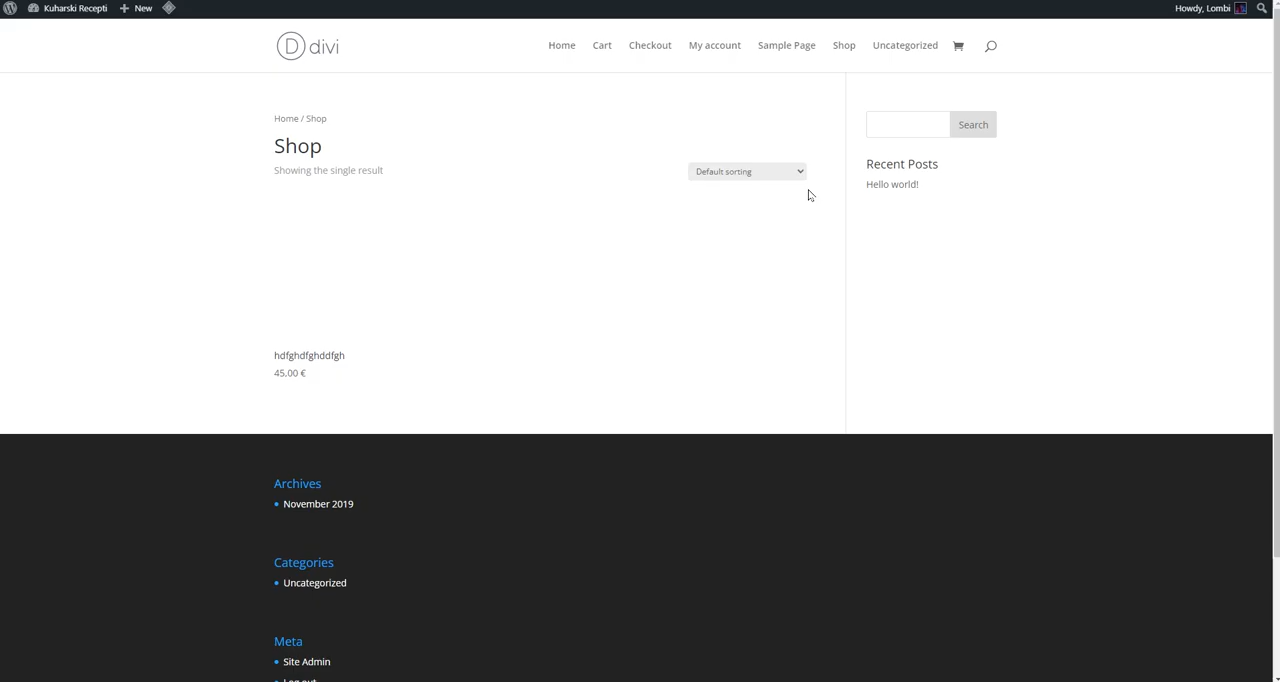 Kuharski Recepti New Howdy, Lombi
D divi Home Cart Checkout My account Sample Page Shop Uncategorized
Home / Shop
Shop
Showing the single result
Default sorting
hdfghdfghddfgh
45,00 €
Search
Recent Posts
Hello world!
Archives
November 2019
Categories
Uncategorized
Meta
Site Admin
Log out